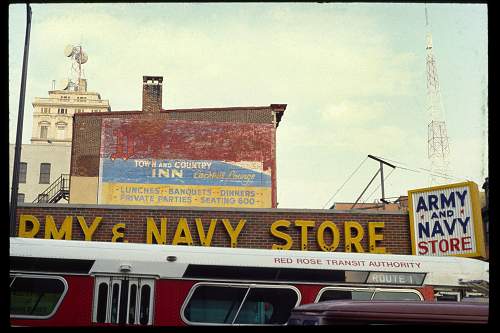 TOWN AND COUNTRY
INN Cocktail Lounge
LUNCHES - BANQUETS - DINNERS
PRIVATE PARTIES - SEATING 600
RMY & NAVY STORE
ARMY
AND
NAVY
STORE
RED ROSE TRANSIT AUTHORITY
ROUTE 1